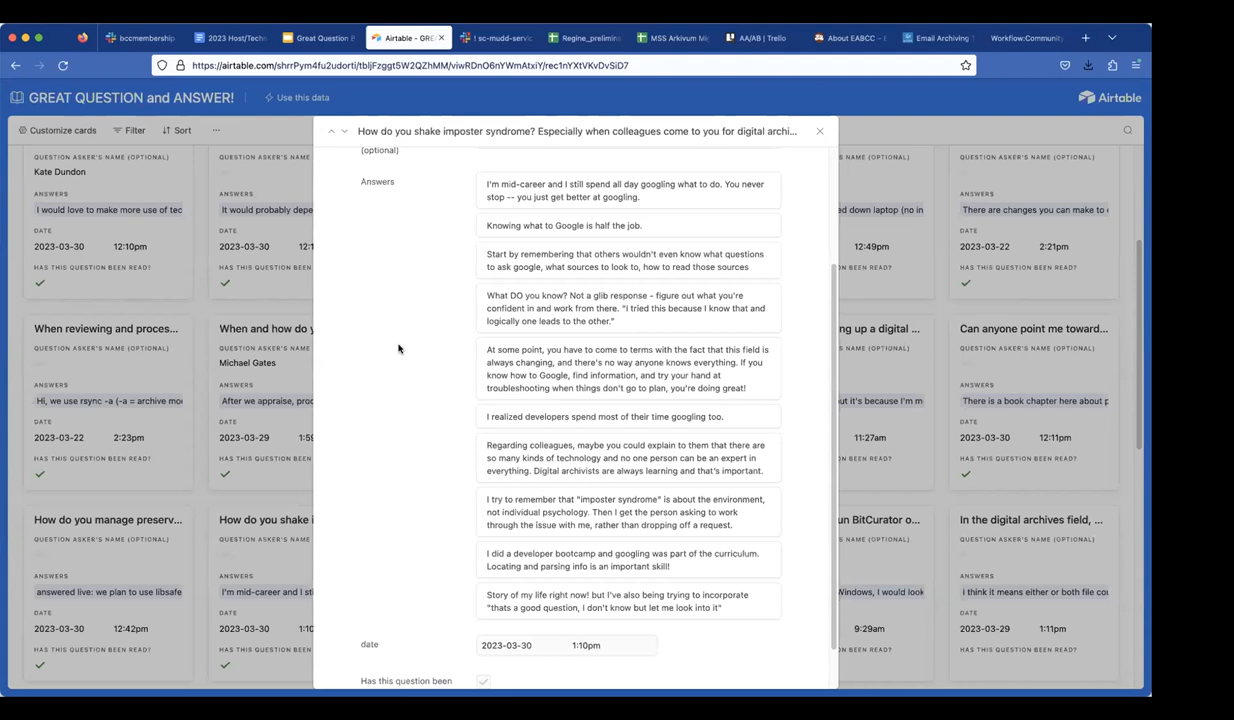 bccmembership
2023 Host/Tech
Great Question B
Airtable - GRE
! sc-mudd-servic
Regine_prelimin
MSS Arkivum Mi
AA/AB | Trello
About EABCC – E
Email Archiving
Workflow:Communit
https://airtable.com/shrrPym4fu2udorti/tbljFzggt5W2QZhMM/viwRDnO6nYWmAtxiY/rec1nYXtVKvDvSiD7
GREAT QUESTION and ANSWER!
Use this data
Airtable
Customize cards
Filter
Sort
...
How do you shake imposter syndrome? Especially when colleagues come to you for digital archi...
(optional)
Answers
I'm mid-career and I still spend all day googling what to do. You never
stop -- you just get better at googling.
Knowing what to Google is half the job.
Start by remembering that others wouldn't even know what questions
to ask google, what sources to look to, how to read those sources
What DO you know? Not a glib response - figure out what you're
confident in and work from there. "I tried this because I know that and
logically one leads to the other."
At some point, you have to come to terms with the fact that this field is
always changing, and there's no way anyone knows everything. If you
know how to Google, find information, and try your hand at
troubleshooting when things don't go to plan, you're doing great!
I realized developers spend most of their time googling too.
Regarding colleagues, maybe you could explain to them that there are
so many kinds of technology and no one person can be an expert in
everything. Digital archivists are always learning and that's important.
I try to remember that "imposter syndrome" is about the environment,
not individual psychology. Then I get the person asking to work
through the issue with me, rather than dropping off a request.
I did a developer bootcamp and googling was part of the curriculum.
Locating and parsing info is an important skill!
Story of my life right now! but I've also being trying to incorporate
"thats a good question, I don't know but let me look into it"
date
2023-03-30 1:10pm
Has this question been
QUESTION ASKER'S NAME (OPTIONAL)
Kate Dundon
ANSWERS
I would love to make more use of tec
DATE
2023-03-30 12:10pm
HAS THIS QUESTION BEEN READ?
QUESTION ASKER'S NAME (O
ANSWERS
It would probably depe
DATE
2023-03-30 12:1
HAS THIS QUESTION BEEN R
(OPTIONAL)
ed down laptop (no in
12:49pm
EN READ?
QUESTION ASKER'S NAME (OPTIONAL)
ANSWERS
There are changes you can make to
DATE
2023-03-22 2:21pm
HAS THIS QUESTION BEEN READ?
When reviewing and proces...
QUESTION ASKER'S NAME (OPTIONAL)
ANSWERS
Hi, we use rsync -a (-a = archive mod
DATE
2023-03-22 2:23pm
HAS THIS QUESTION BEEN READ?
When and how do y
QUESTION ASKER'S NAME (O
Michael Gates
ANSWERS
After we appraise, proc
DATE
2023-03-29 1:59
HAS THIS QUESTION BEEN R
ng up a digital ...
(OPTIONAL)
out it's because I'm m
11:27am
EN READ?
Can anyone point me toward...
QUESTION ASKER'S NAME (OPTIONAL)
ANSWERS
There is a book chapter here about p
DATE
2023-03-30 12:11pm
HAS THIS QUESTION BEEN READ?
How do you manage preserv...
QUESTION ASKER'S NAME (OPTIONAL)
ANSWERS
answered live: we plan to use libsafe
DATE
2023-03-30 12:42pm
HAS THIS QUESTION BEEN READ?
How do you shake i
QUESTION ASKER'S NAME (O
ANSWERS
I'm mid-career and I sti
DATE
2023-03-30 1:10
HAS THIS QUESTION BEEN R
un BitCurator o...
(OPTIONAL)
Windows, I would look
9:29am
EN READ?
In the digital archives field, ...
QUESTION ASKER'S NAME (OPTIONAL)
ANSWERS
I think it means either or both file cou
DATE
2023-03-29 1:11pm
HAS THIS QUESTION BEEN READ?